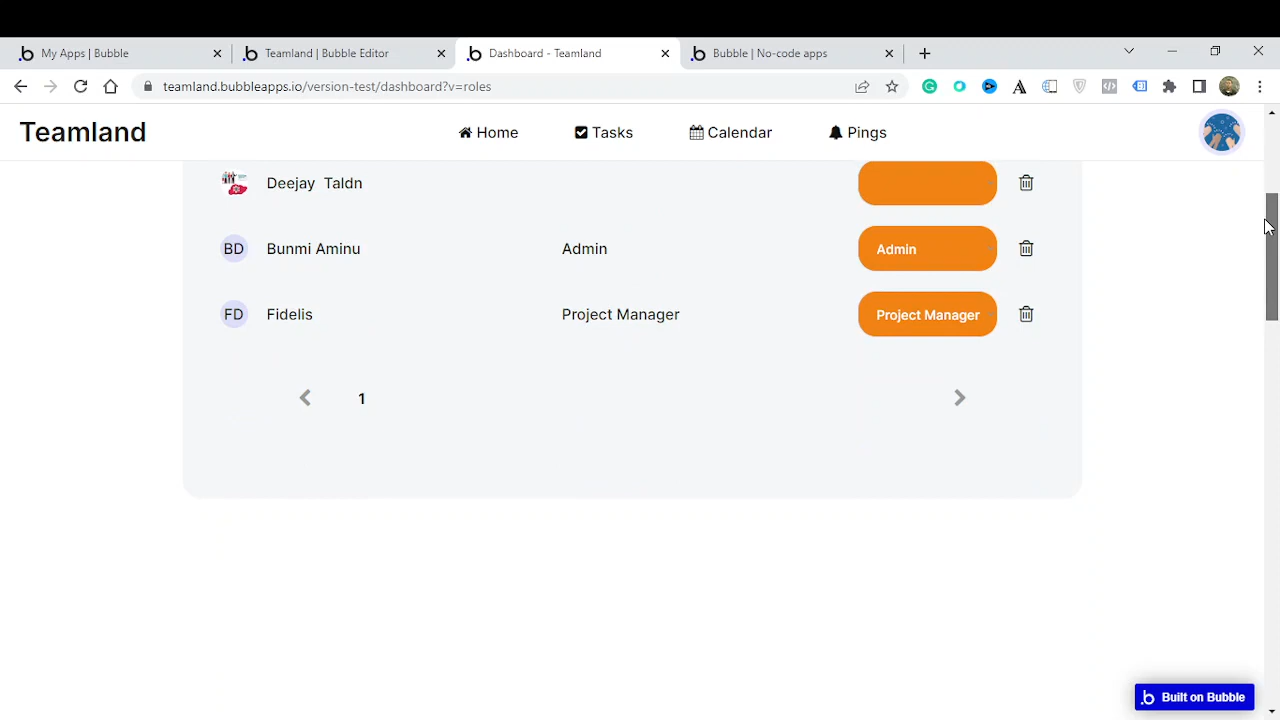 My Apps | Bubble
Teamland | Bubble Editor
Dashboard - Teamland
Bubble | No-code apps
teamland.bubbleapps.io/version-test/dashboard?v=roles
Teamland
Home
Tasks
Calendar
Pings
Deejay Taldn
BD Bunmi Aminu Admin Admin
FD Fidelis Project Manager Project Manager
1
Built on Bubble